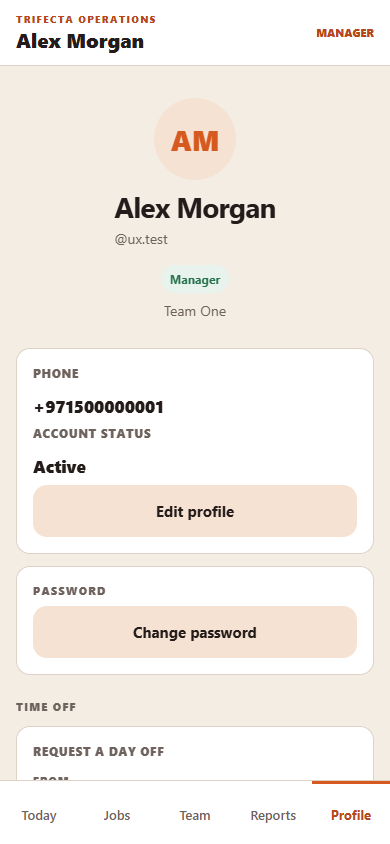 TRIFECTA OPERATIONS
Alex Morgan
MANAGER
AM
Alex Morgan
@ux.test
Manager
Team One
PHONE
+971500000001
ACCOUNT STATUS
Active
Edit profile
PASSWORD
Change password
TIME OFF
REQUEST A DAY OFF
FROM
Today
Jobs
Team
Reports
Profile